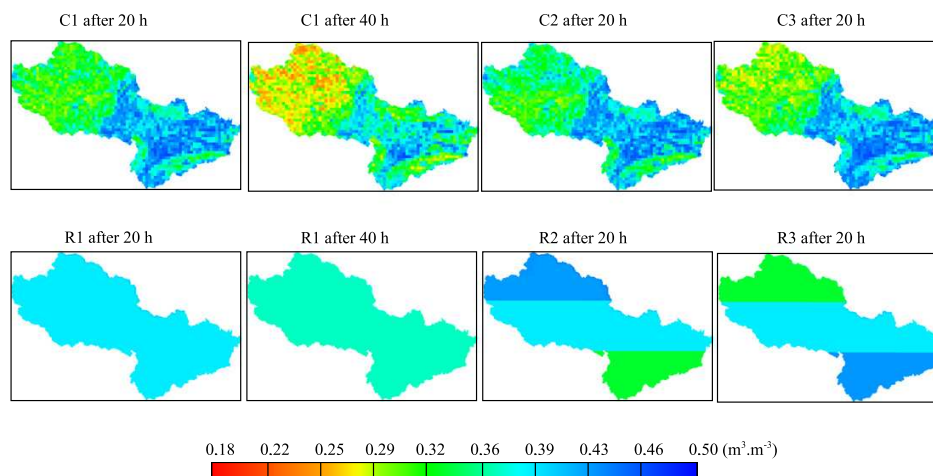 C1 after 20 h C1 after 40 h C2 after 20 h C3 after 20 h
R1 after 20 h R1 after 40 h R2 after 20 h R3 after 20 h
0.18 0.22 0.25 0.29 0.32 0.36 0.39 0.43 0.46 0.50 (m³.m⁻³)